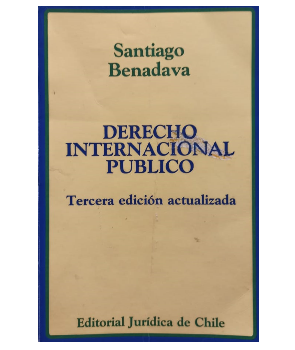 Santiago
Benadava
DERECHO
INTERNACIONAL
PUBLICO
Tercera edición actualizada
Editorial Jurídica de Chile